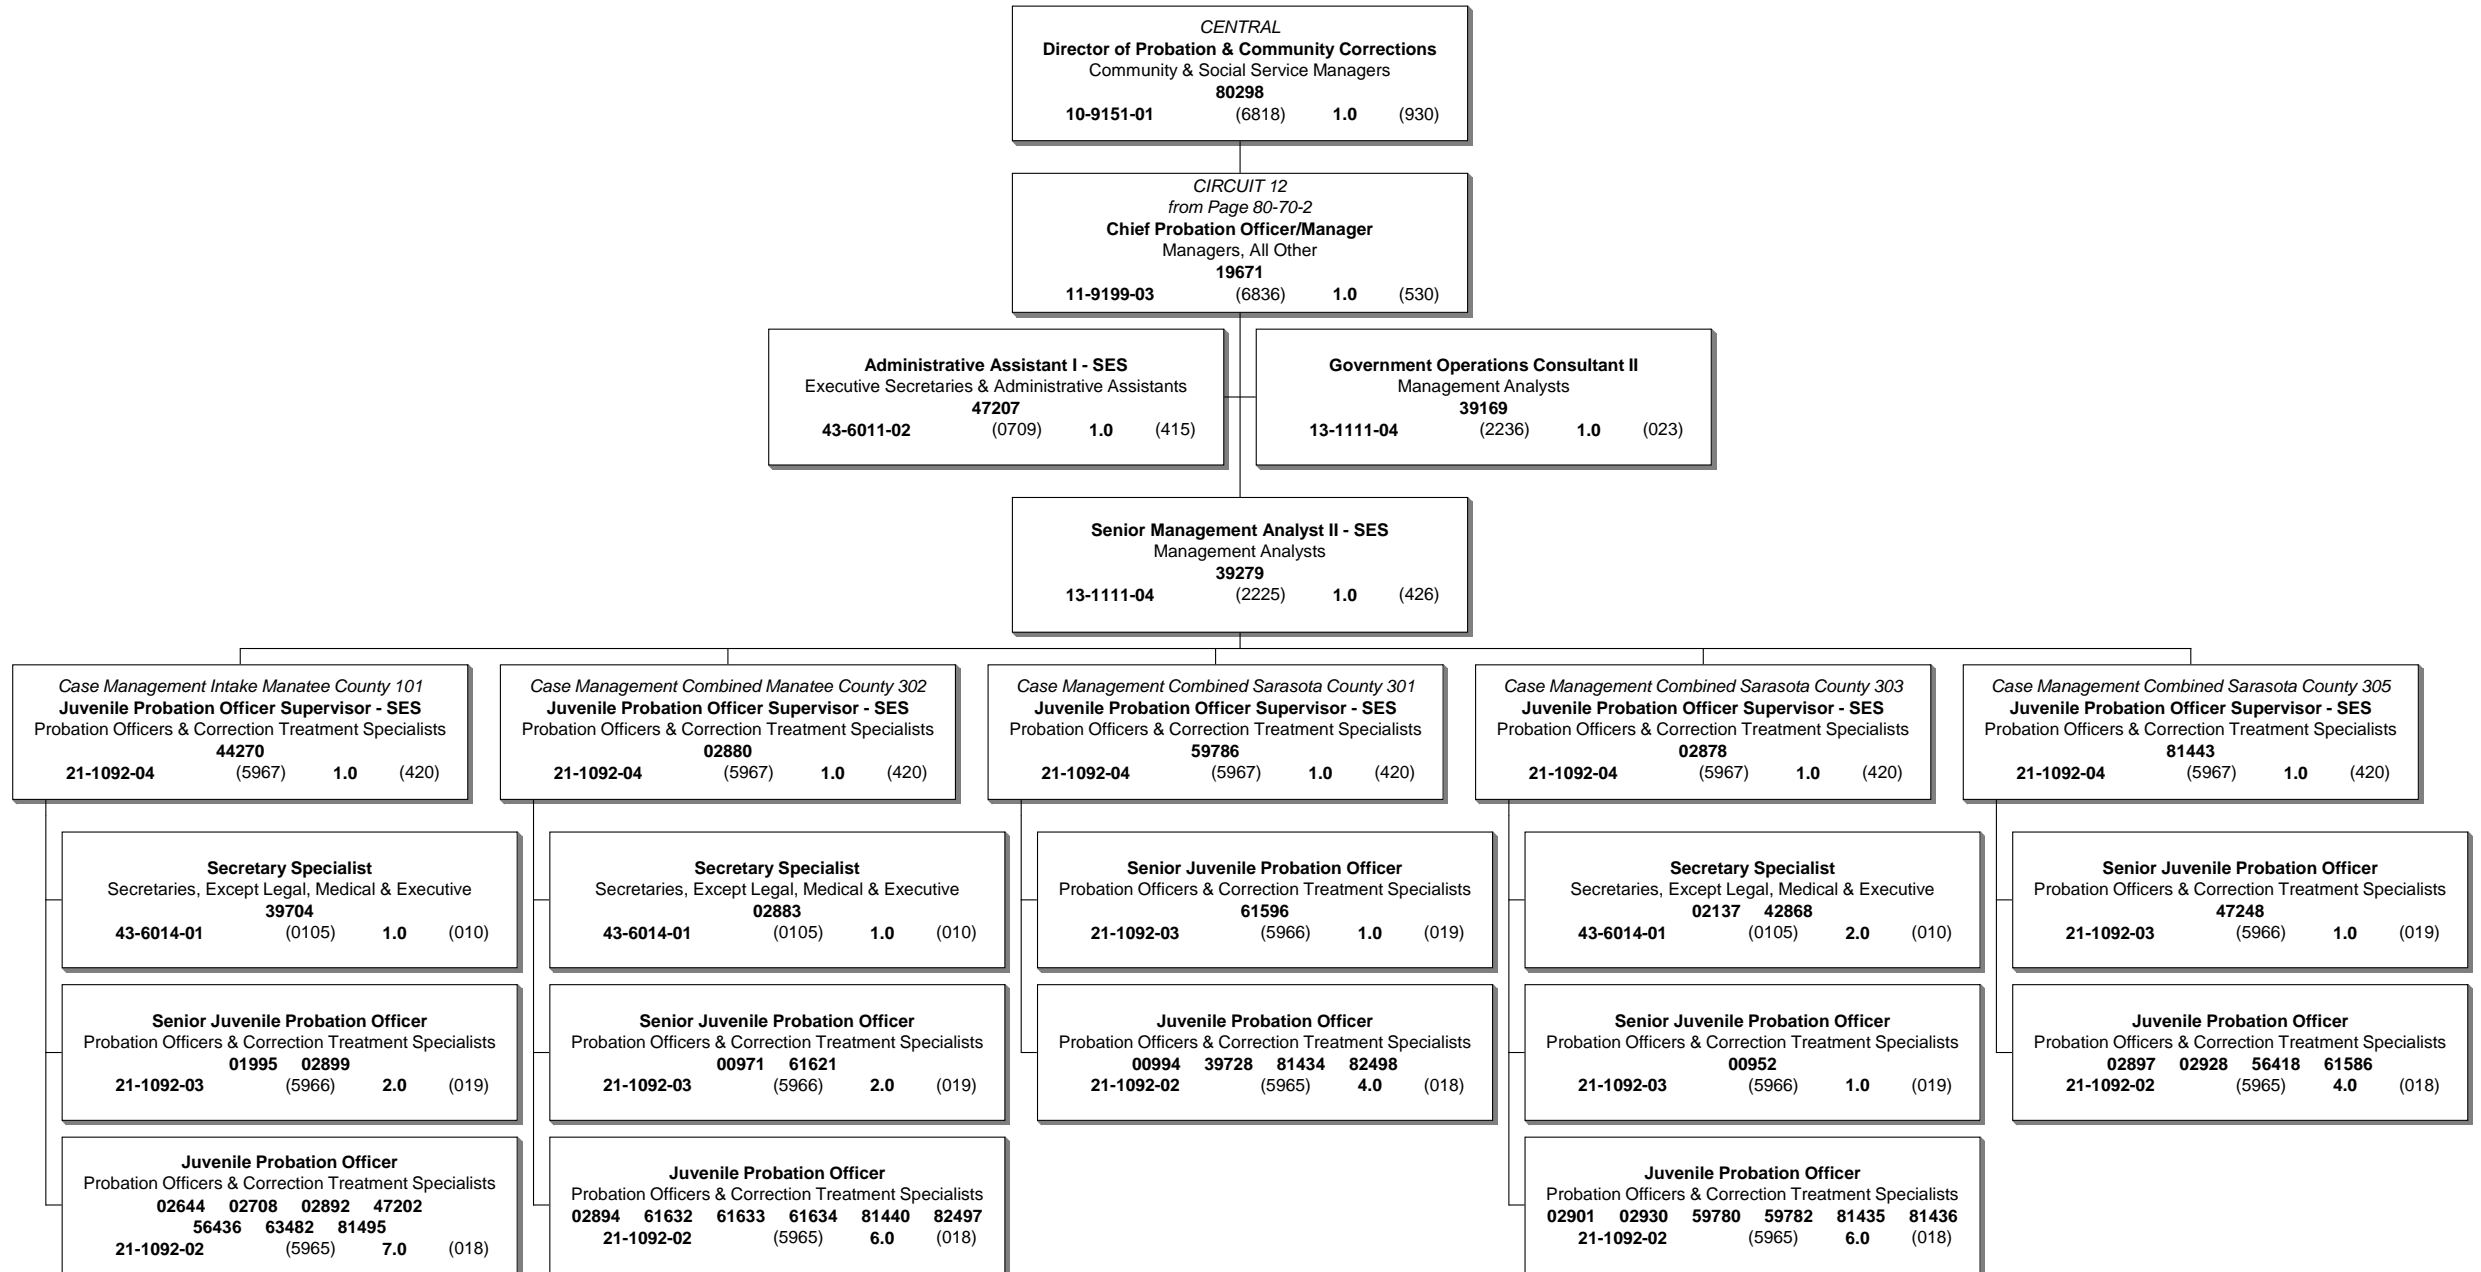 CENTRAL
Director of Probation & Community Corrections
Community & Social Service Managers
80298
10-9151-01 (6818) 1.0 (930)
CIRCUIT 12
from Page 80-70-2
Chief Probation Officer/Manager
Managers, All Other
19671
11-9199-03 (6836) 1.0 (530)
Administrative Assistant I - SES
Executive Secretaries & Administrative Assistants
47207
43-6011-02 (0709) 1.0 (415)
Government Operations Consultant II
Management Analysts
39169
13-1111-04 (2236) 1.0 (023)
Senior Management Analyst II - SES
Management Analysts
39279
13-1111-04 (2225) 1.0 (426)
Case Management Intake Manatee County 101
Juvenile Probation Officer Supervisor - SES
Probation Officers & Correction Treatment Specialists
44270
21-1092-04 (5967) 1.0 (420)
Secretary Specialist
Secretaries, Except Legal, Medical & Executive
39704
43-6014-01 (0105) 1.0 (010)
Senior Juvenile Probation Officer
Probation Officers & Correction Treatment Specialists
01995 02899
21-1092-03 (5966) 2.0 (019)
Juvenile Probation Officer
Probation Officers & Correction Treatment Specialists
02644 02708 02892 47202
56436 63482 81495
21-1092-02 (5965) 7.0 (018)
Case Management Combined Manatee County 302
Juvenile Probation Officer Supervisor - SES
Probation Officers & Correction Treatment Specialists
02880
21-1092-04 (5967) 1.0 (420)
Secretary Specialist
Secretaries, Except Legal, Medical & Executive
02883
43-6014-01 (0105) 1.0 (010)
Senior Juvenile Probation Officer
Probation Officers & Correction Treatment Specialists
00971 61621
21-1092-03 (5966) 2.0 (019)
Juvenile Probation Officer
Probation Officers & Correction Treatment Specialists
02894 61632 61633 61634 81440 82497
21-1092-02 (5965) 6.0 (018)
Case Management Combined Sarasota County 301
Juvenile Probation Officer Supervisor - SES
Probation Officers & Correction Treatment Specialists
59786
21-1092-04 (5967) 1.0 (420)
Senior Juvenile Probation Officer
Probation Officers & Correction Treatment Specialists
61596
21-1092-03 (5966) 1.0 (019)
Juvenile Probation Officer
Probation Officers & Correction Treatment Specialists
00994 39728 81434 82498
21-1092-02 (5965) 4.0 (018)
Case Management Combined Sarasota County 303
Juvenile Probation Officer Supervisor - SES
Probation Officers & Correction Treatment Specialists
02878
21-1092-04 (5967) 1.0 (420)
Secretary Specialist
Secretaries, Except Legal, Medical & Executive
02137 42868
43-6014-01 (0105) 2.0 (010)
Senior Juvenile Probation Officer
Probation Officers & Correction Treatment Specialists
00952
21-1092-03 (5966) 1.0 (019)
Juvenile Probation Officer
Probation Officers & Correction Treatment Specialists
02901 02930 59780 59782 81435 81436
21-1092-02 (5965) 6.0 (018)
Case Management Combined Sarasota County 305
Juvenile Probation Officer Supervisor - SES
Probation Officers & Correction Treatment Specialists
81443
21-1092-04 (5967) 1.0 (420)
Senior Juvenile Probation Officer
Probation Officers & Correction Treatment Specialists
47248
21-1092-03 (5966) 1.0 (019)
Juvenile Probation Officer
Probation Officers & Correction Treatment Specialists
02897 02928 56418 61586
21-1092-02 (5965) 4.0 (018)